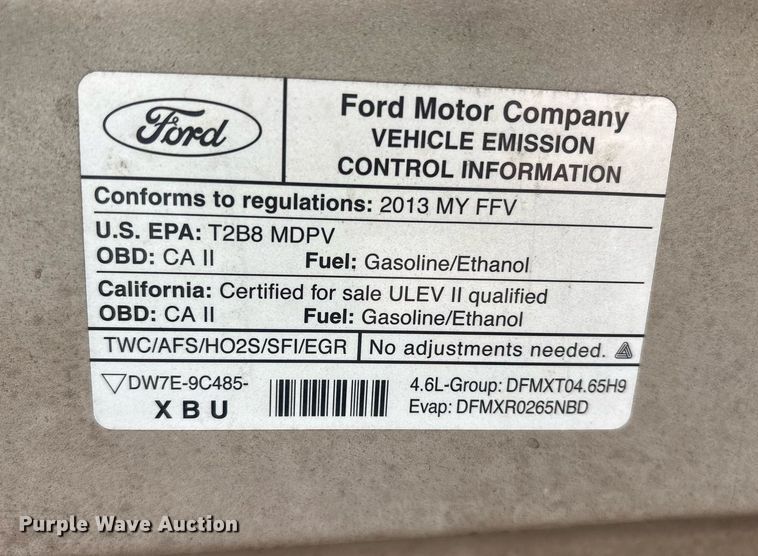 Ford
Ford Motor Company
VEHICLE EMISSION
CONTROL INFORMATION
Conforms to regulations: 2013 MY FFV
U.S. EPA: T2B8 MDPV
OBD: CA II Fuel: Gasoline/Ethanol
California: Certified for sale ULEV II qualified
OBD: CA II Fuel: Gasoline/Ethanol
TWC/AFS/HO2S/SFI/EGR No adjustments needed.
DW7E-9C485- 4.6L-Group: DFMXT04.65H9
X B U Evap: DFMXR0265NBD
Purple Wave Auction